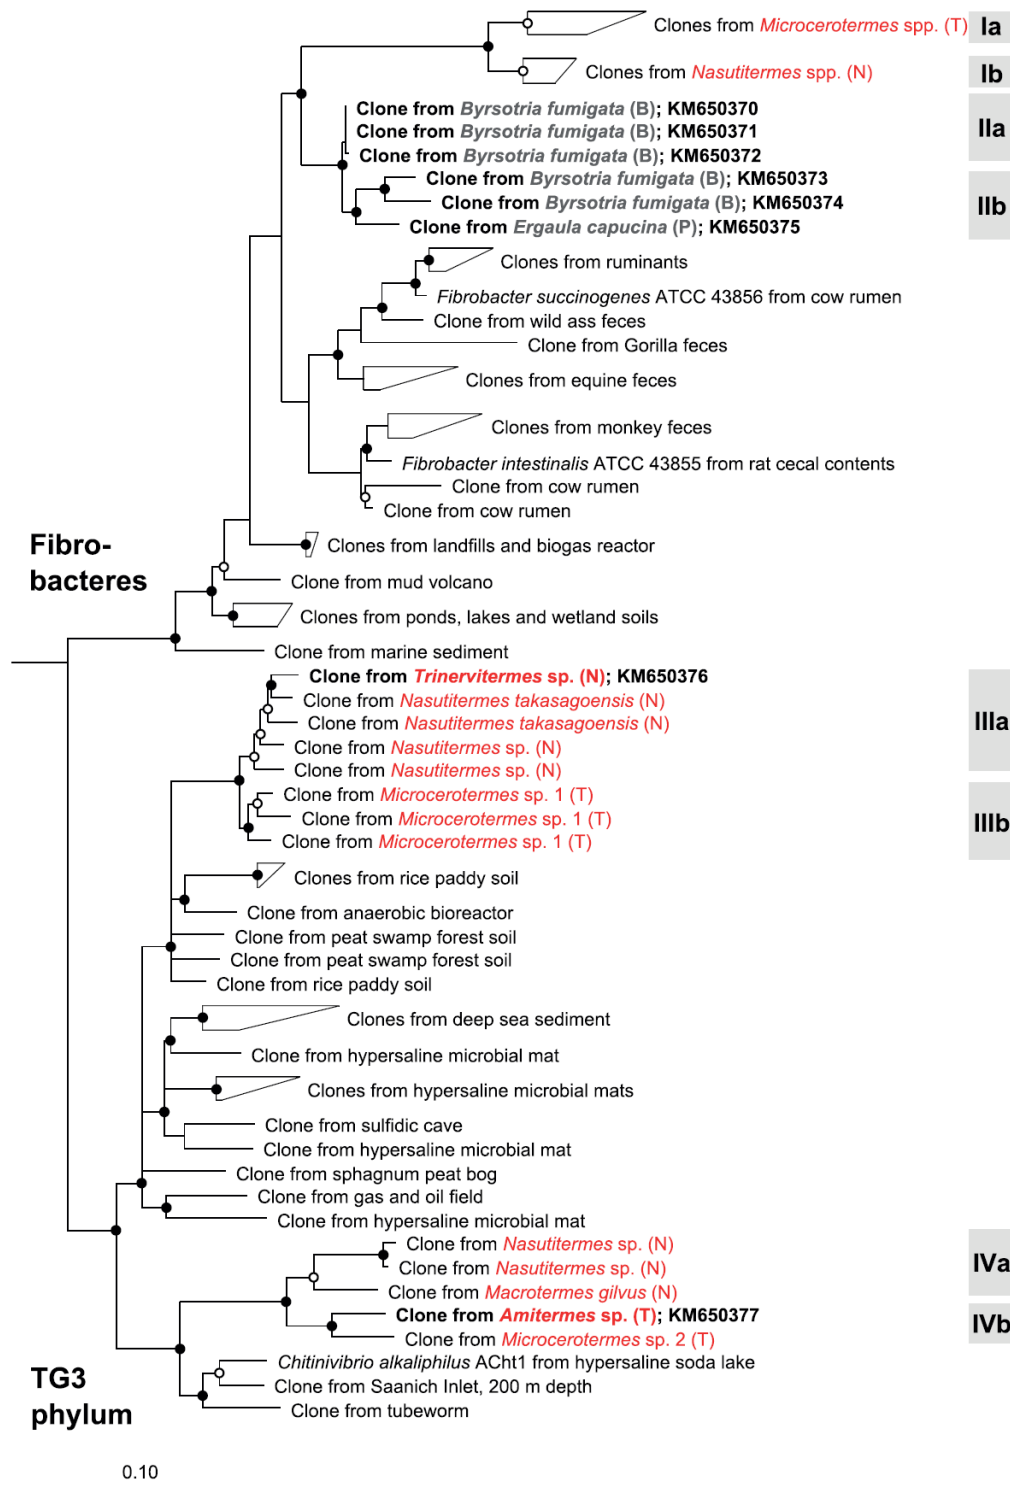 Clones from Microcerotermes spp. (T) Ia
Clones from Nasutitermes spp. (N) Ib
Clone from Byrsotria fumigata (B); KM650370
Clone from Byrsotria fumigata (B); KM650371 IIa
Clone from Byrsotria fumigata (B); KM650372
Clone from Byrsotria fumigata (B); KM650373
Clone from Byrsotria fumigata (B); KM650374 IIb
Clone from Ergaula capucina (P); KM650375
Clones from ruminants
Fibrobacter succinogenes ATCC 43856 from cow rumen
Clone from wild ass feces
Clone from Gorilla feces
Clones from equine feces
Clones from monkey feces
Fibrobacter intestinalis ATCC 43855 from rat cecal contents
Clone from cow rumen
Clone from cow rumen
Fibro-
bacteres
Clones from landfills and biogas reactor
Clone from mud volcano
Clones from ponds, lakes and wetland soils
Clone from marine sediment
Clone from Trinervitermes sp. (N); KM650376
Clone from Nasutitermes takasagoensis (N)
Clone from Nasutitermes takasagoensis (N) IIIa
Clone from Nasutitermes sp. (N)
Clone from Nasutitermes sp. (N)
Clone from Microcerotermes sp. 1 (T)
Clone from Microcerotermes sp. 1 (T) IIIb
Clone from Microcerotermes sp. 1 (T)
Clones from rice paddy soil
Clone from anaerobic bioreactor
Clone from peat swamp forest soil
Clone from peat swamp forest soil
Clone from rice paddy soil
Clones from deep sea sediment
Clone from hypersaline microbial mat
Clones from hypersaline microbial mats
Clone from sulfidic cave
Clone from hypersaline microbial mat
Clone from sphagnum peat bog
Clone from gas and oil field
Clone from hypersaline microbial mat
Clone from Nasutitermes sp. (N)
Clone from Nasutitermes sp. (N) IVa
Clone from Macrotermes gilvus (N)
Clone from Amitermes sp. (T); KM650377 IVb
Clone from Microcerotermes sp. 2 (T)
Chitinivibrio alkaliphilus ACht1 from hypersaline soda lake
Clone from Saanich Inlet, 200 m depth
Clone from tubeworm
TG3
phylum
0.10